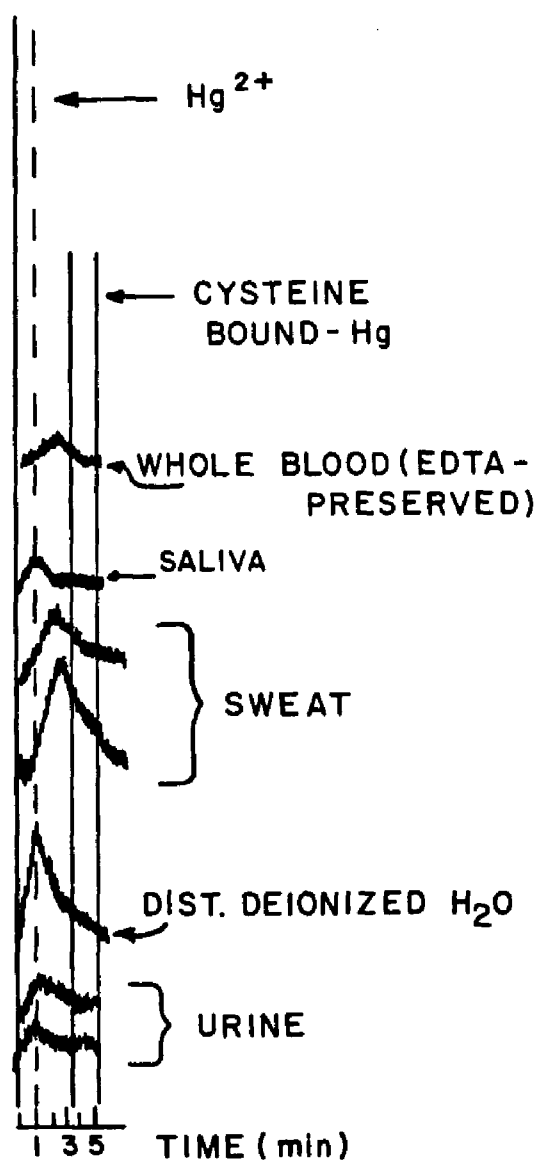 Hg²⁺
CYSTEINE
BOUND-Hg
WHOLE BLOOD (EDTA-
PRESERVED)
SALIVA
SWEAT
DIST. DEIONIZED H₂O
URINE
1 3 5 TIME (min)